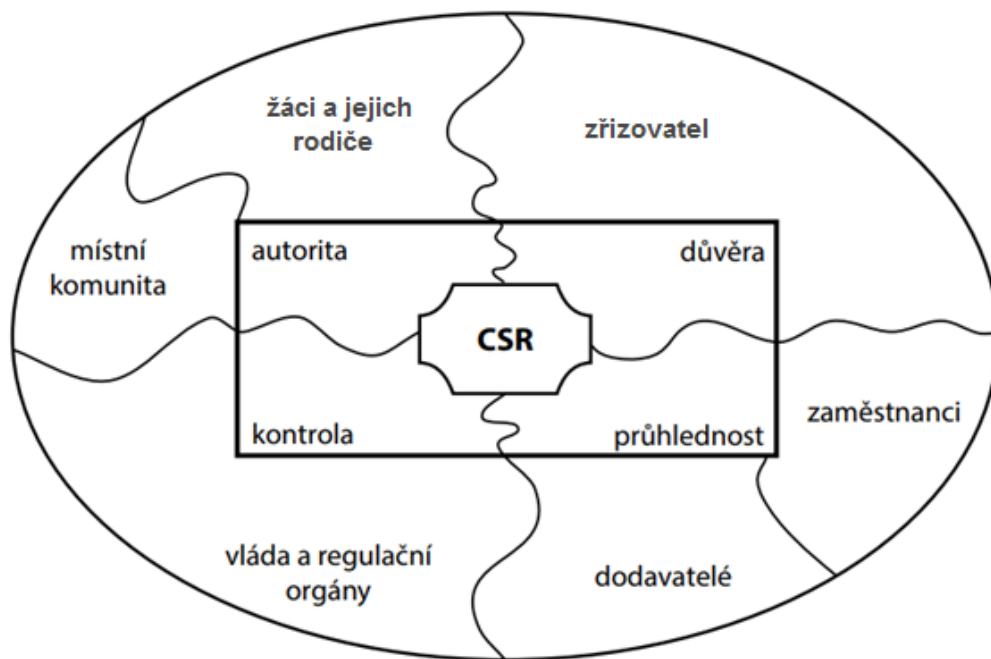 žáci a jejich
rodiče
zřizovatel
místní
komunita
autorita
důvěra
CSR
kontrola
průhlednost
zaměstnanci
vláda a regulační
orgány
dodavatelé